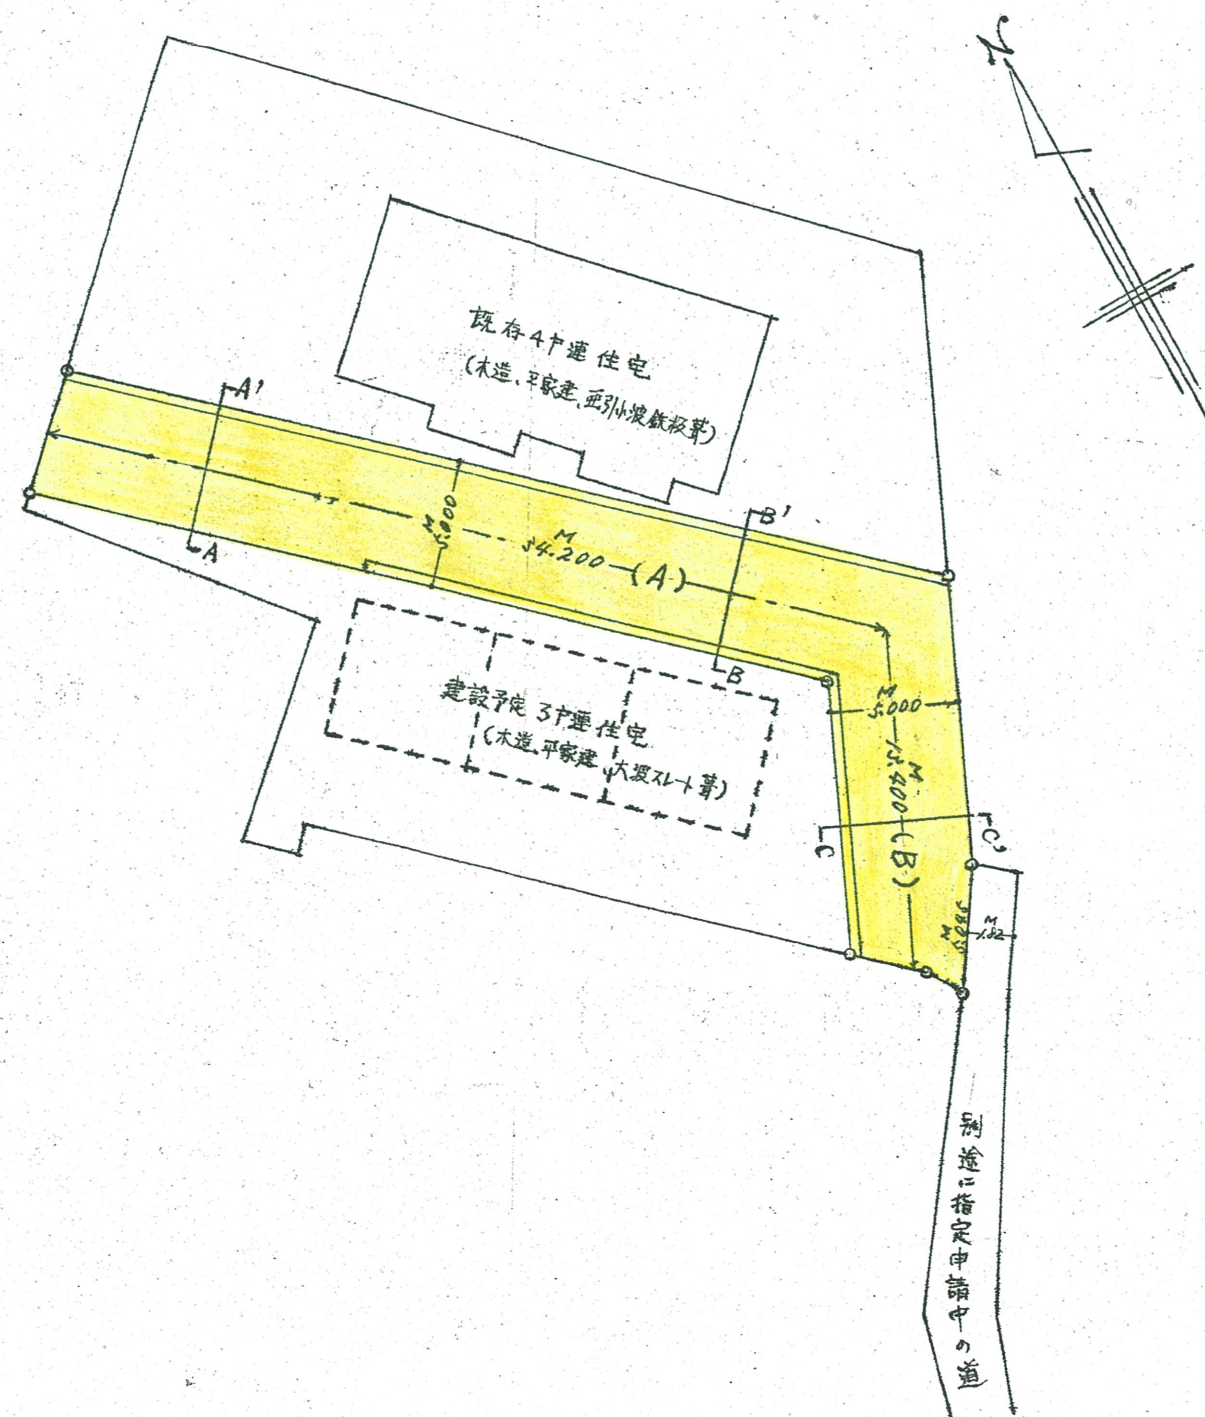 N
既存4戸連住宅
(木造、平家建、亜引小波鉄板葺)
A'
A
M
5.000
M
34.200 (A)
B'
B
建設予定 3戸連住宅
(木造、平家建、大波スレート葺)
M
5.000
M
(B)
C
C'
M
M
1.82
別途に指定申請中の道